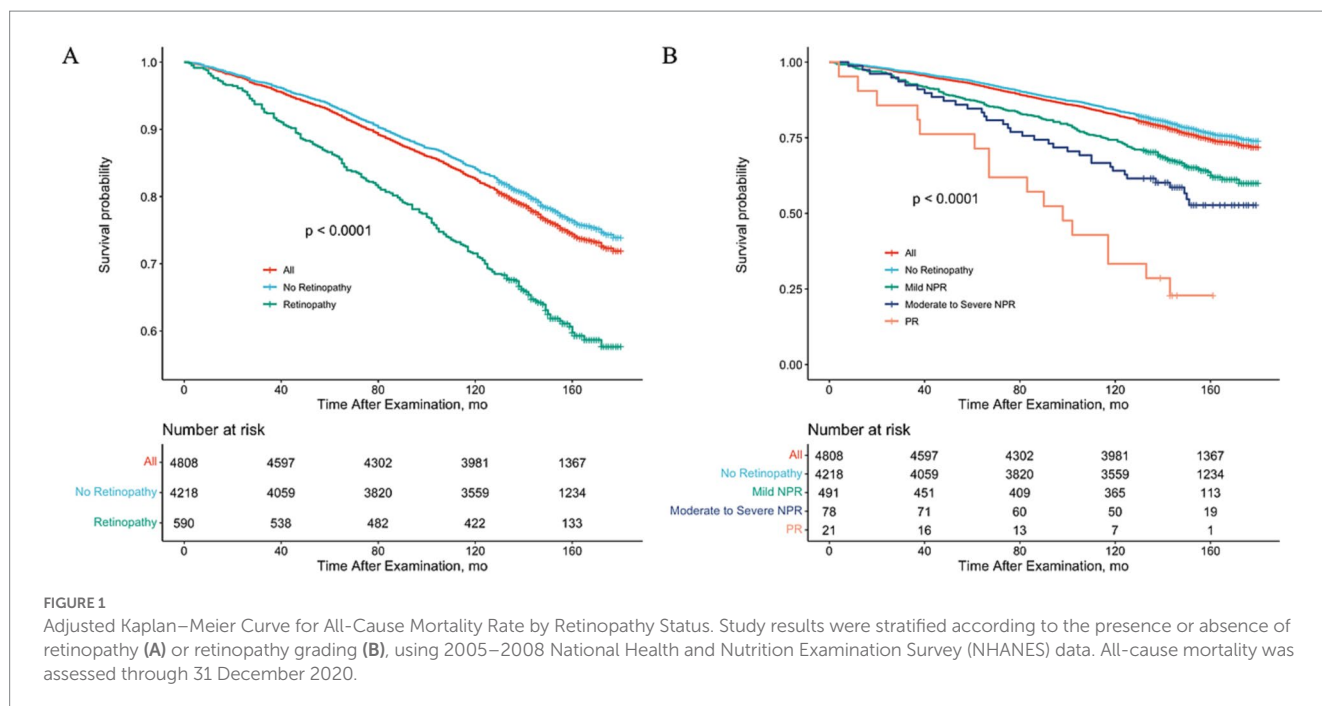 A
Survival probability
1.0
0.9
0.8
0.7
0.6
p < 0.0001
All
No Retinopathy
Retinopathy
0 40 80 120 160
Time After Examination, mo
Number at risk
All 4808 4597 4302 3981 1367
No Retinopathy 4218 4059 3820 3559 1234
Retinopathy 590 538 482 422 133
0 40 80 120 160
Time After Examination, mo
B
Survival probability
1.00
0.75
0.50
0.25
0.00
p < 0.0001
All
No Retinopathy
Mild NPR
Moderate to Severe NPR
PR
0 40 80 120 160
Time After Examination, mo
Number at risk
All 4808 4597 4302 3981 1367
No Retinopathy 4218 4059 3820 3559 1234
Mild NPR 491 451 409 365 113
Moderate to Severe NPR 78 71 60 50 19
PR 21 16 13 7 1
0 40 80 120 160
Time After Examination, mo
FIGURE 1
Adjusted Kaplan–Meier Curve for All-Cause Mortality Rate by Retinopathy Status. Study results were stratified according to the presence or absence of
retinopathy (A) or retinopathy grading (B), using 2005–2008 National Health and Nutrition Examination Survey (NHANES) data. All-cause mortality was
assessed through 31 December 2020.